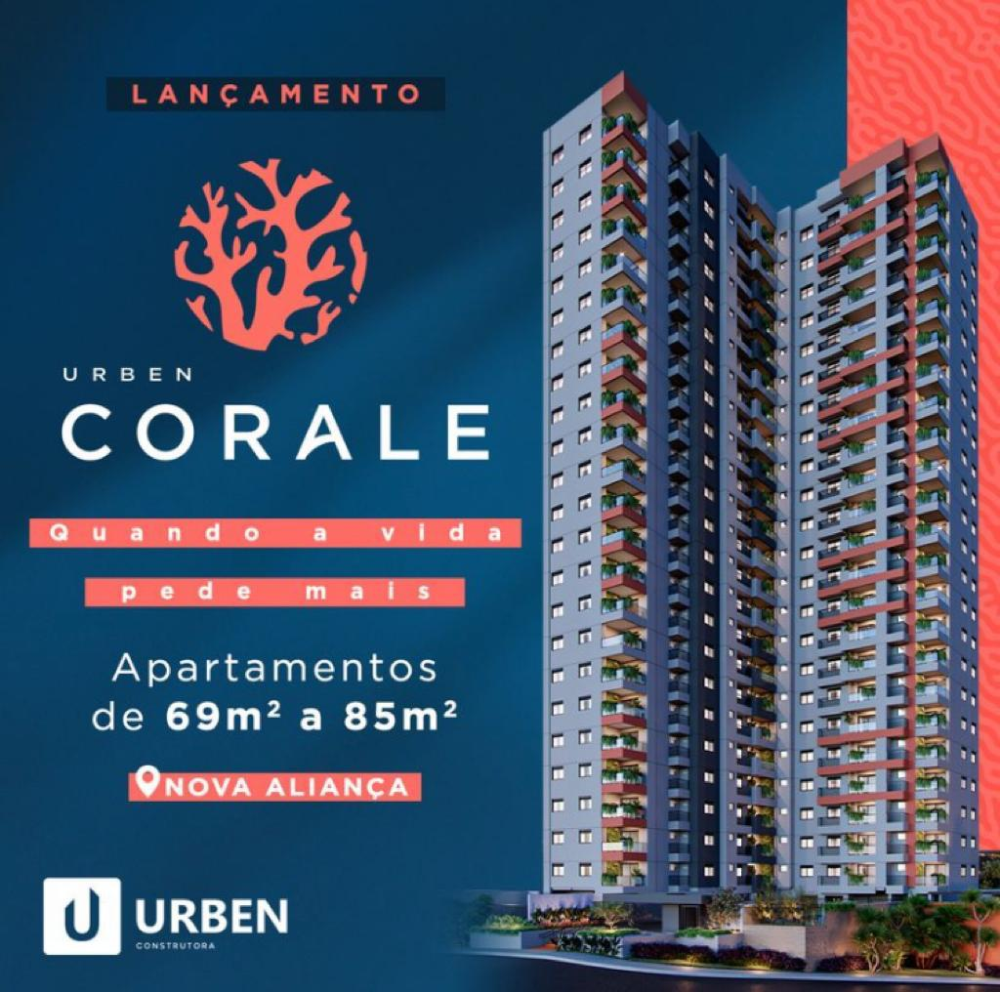 LANÇAMENTO
URBEN
CORALE
Quando a vida
pede mais
Apartamentos
de 69m² a 85m²
NOVA ALIANÇA
URBEN
CONSTRUTORA